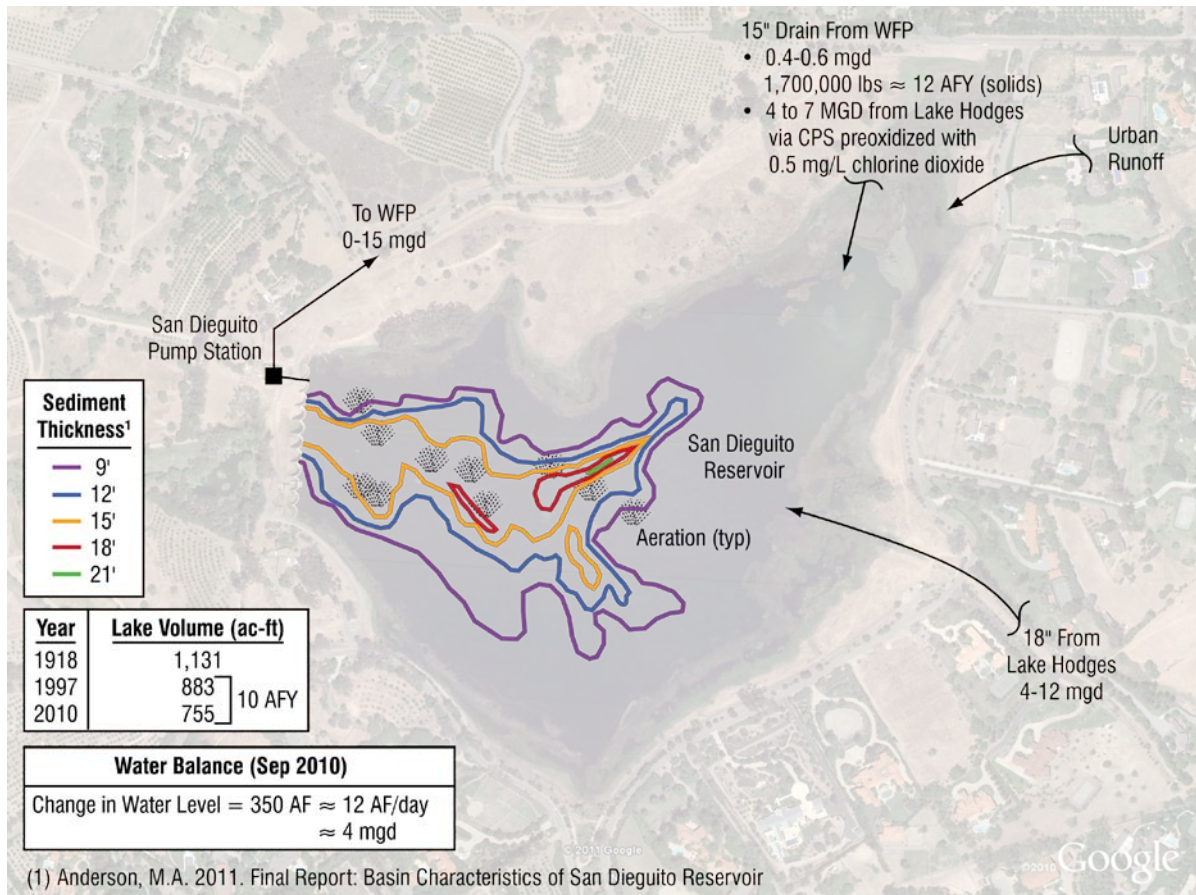 15" Drain From WFP
• 0.4-0.6 mgd
1,700,000 lbs ≈ 12 AFY (solids)
• 4 to 7 MGD from Lake Hodges
via CPS preoxidized with
0.5 mg/L chlorine dioxide
Urban
Runoff
To WFP
0-15 mgd
San Dieguito
Pump Station
Sediment
Thickness¹
9'
12'
15'
18'
21'
San Dieguito
Reservoir
Aeration (typ)
18" From
Lake Hodges
4-12 mgd
Year Lake Volume (ac-ft)
1918 1,131
1997 883
2010 755
10 AFY
Water Balance (Sep 2010)
Change in Water Level = 350 AF ≈ 12 AF/day
≈ 4 mgd
© 2011 Google
©2010 Google
(1) Anderson, M.A. 2011. Final Report: Basin Characteristics of San Dieguito Reservoir